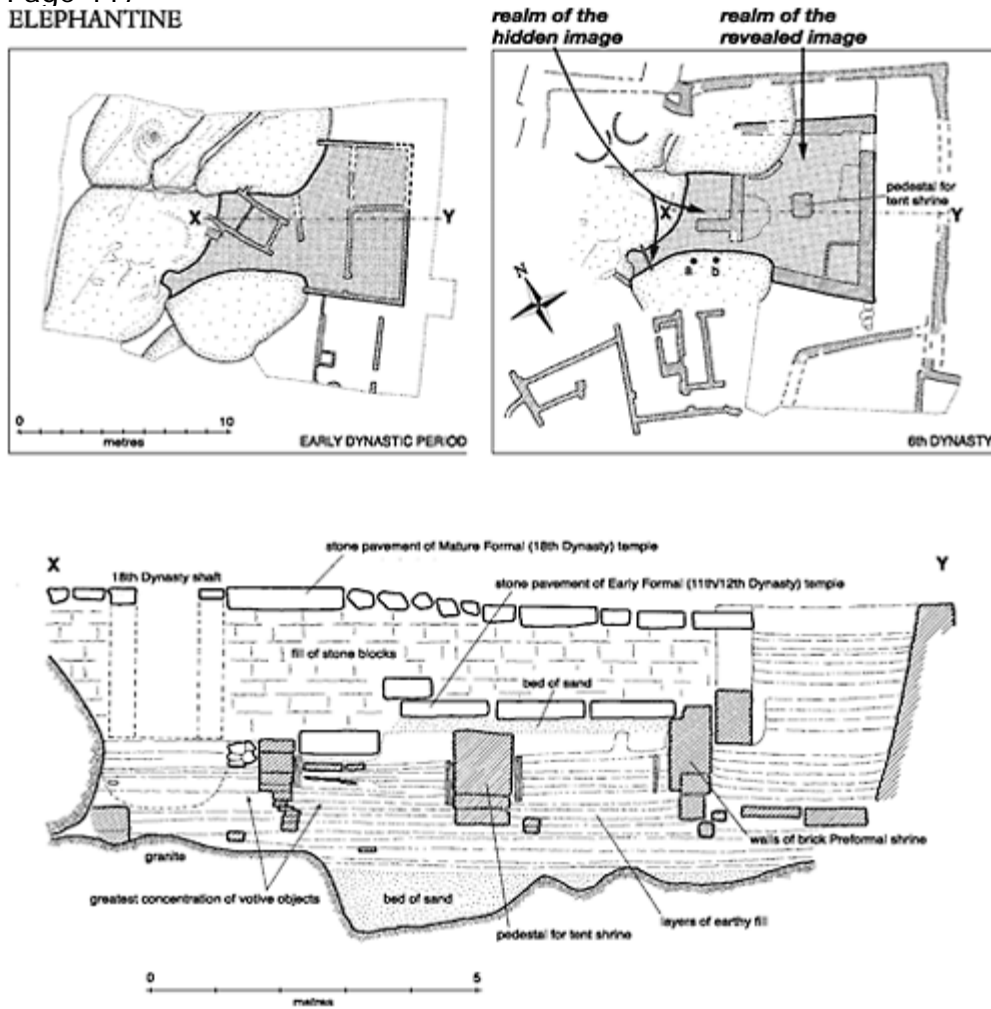 ELEPHANTINE
realm of the
hidden image
realm of the
revealed image
X
Y
0
10
metres
EARLY DYNASTIC PERIOD
pedestal for
tent shrine
X
Y
N
a
b
6th DYNASTY
stone pavement of Mature Formal (18th Dynasty) temple
X
Y
18th Dynasty shaft
stone pavement of Early Formal (11th/12th Dynasty) temple
fill of stone blocks
bed of sand
walls of brick Preformal shrine
granite
greatest concentration of votive objects
bed of sand
layers of earthy fill
pedestal for tent shrine
0
5
metres